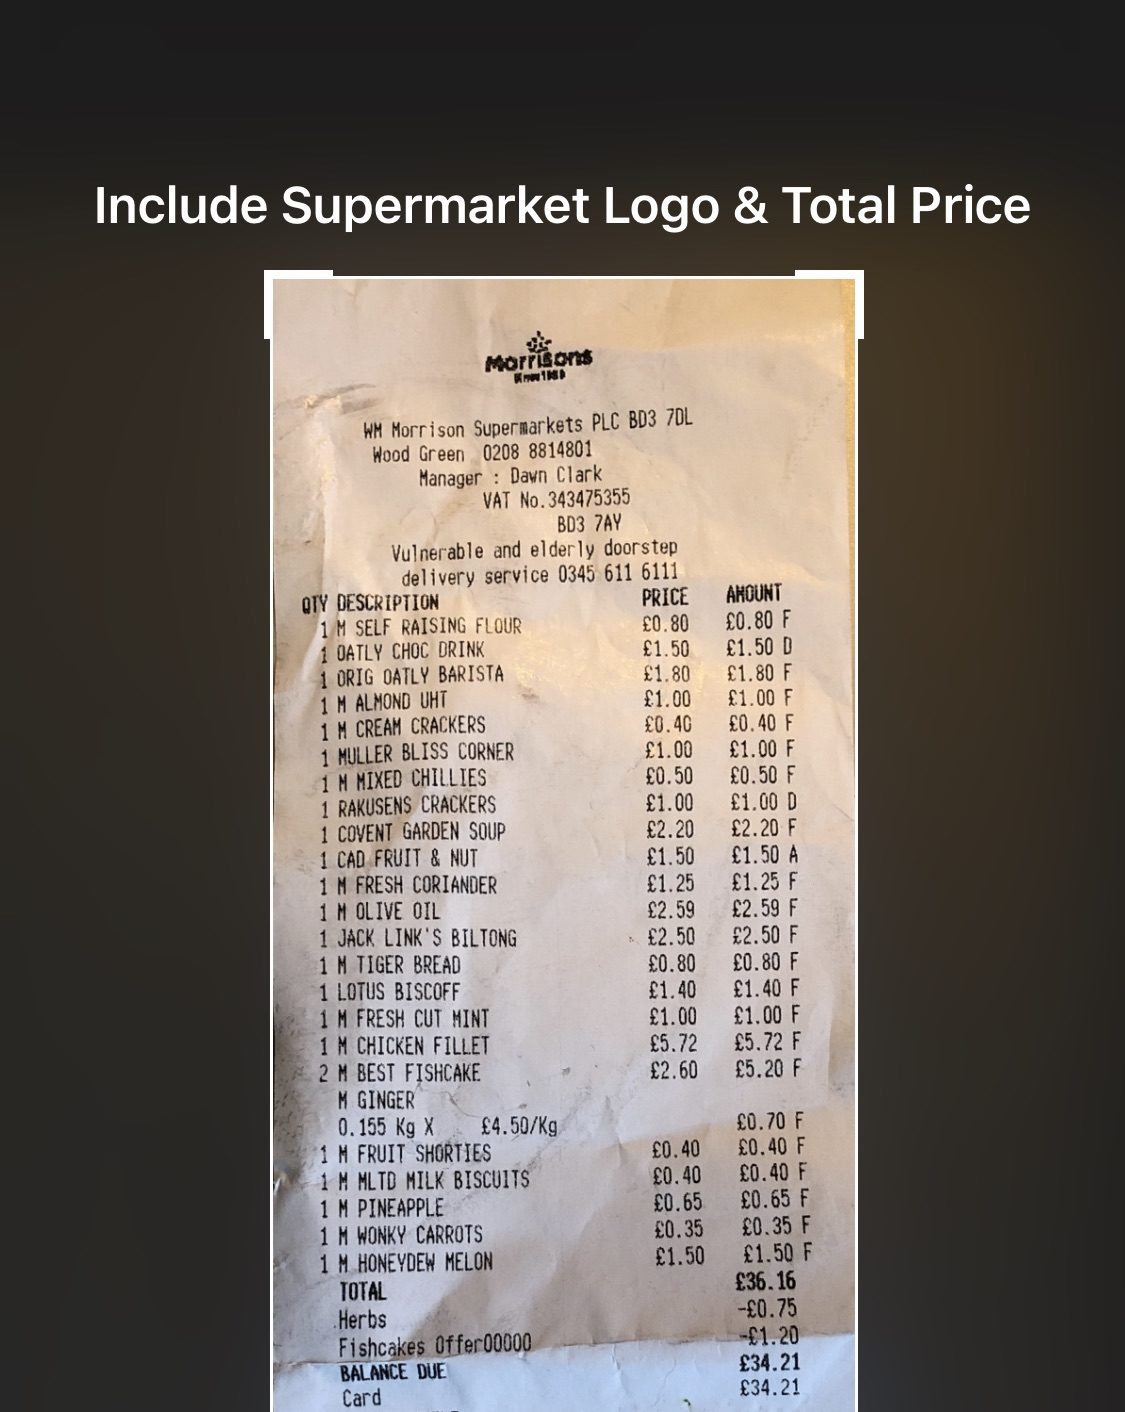 Include Supermarket Logo & Total Price
Morrisons
Since 1899
WM Morrison Supermarkets PLC BD3 7DL
Wood Green 0208 8814801
Manager : Dawn Clark
VAT No.343475355
BD3 7AY
Vulnerable and elderly doorstep
delivery service 0345 611 6111
QTY DESCRIPTION PRICE AMOUNT
1 M SELF RAISING FLOUR £0.80 £0.80 F
1 OATLY CHOC DRINK £1.50 £1.50 D
1 ORIG OATLY BARISTA £1.80 £1.80 F
1 M ALMOND UHT £1.00 £1.00 F
1 M CREAM CRACKERS £0.40 £0.40 F
1 MULLER BLISS CORNER £1.00 £1.00 F
1 M MIXED CHILLIES £0.50 £0.50 F
1 RAKUSENS CRACKERS £1.00 £1.00 D
1 COVENT GARDEN SOUP £2.20 £2.20 F
1 CAD FRUIT & NUT £1.50 £1.50 A
1 M FRESH CORIANDER £1.25 £1.25 F
1 M OLIVE OIL £2.59 £2.59 F
1 JACK LINK'S BILTONG £2.50 £2.50 F
1 M TIGER BREAD £0.80 £0.80 F
1 LOTUS BISCOFF £1.40 £1.40 F
1 M FRESH CUT MINT £1.00 £1.00 F
1 M CHICKEN FILLET £5.72 £5.72 F
2 M BEST FISHCAKE £2.60 £5.20 F
M GINGER
0.155 Kg X £4.50/Kg £0.70 F
1 M FRUIT SHORTIES £0.40 £0.40 F
1 M MLTD MILK BISCUITS £0.40 £0.40 F
1 M PINEAPPLE £0.65 £0.65 F
1 M WONKY CARROTS £0.35 £0.35 F
1 M HONEYDEW MELON £1.50 £1.50 F
TOTAL £36.16
Herbs -£0.75
Fishcakes Offer00000 -£1.20
BALANCE DUE £34.21
Card £34.21